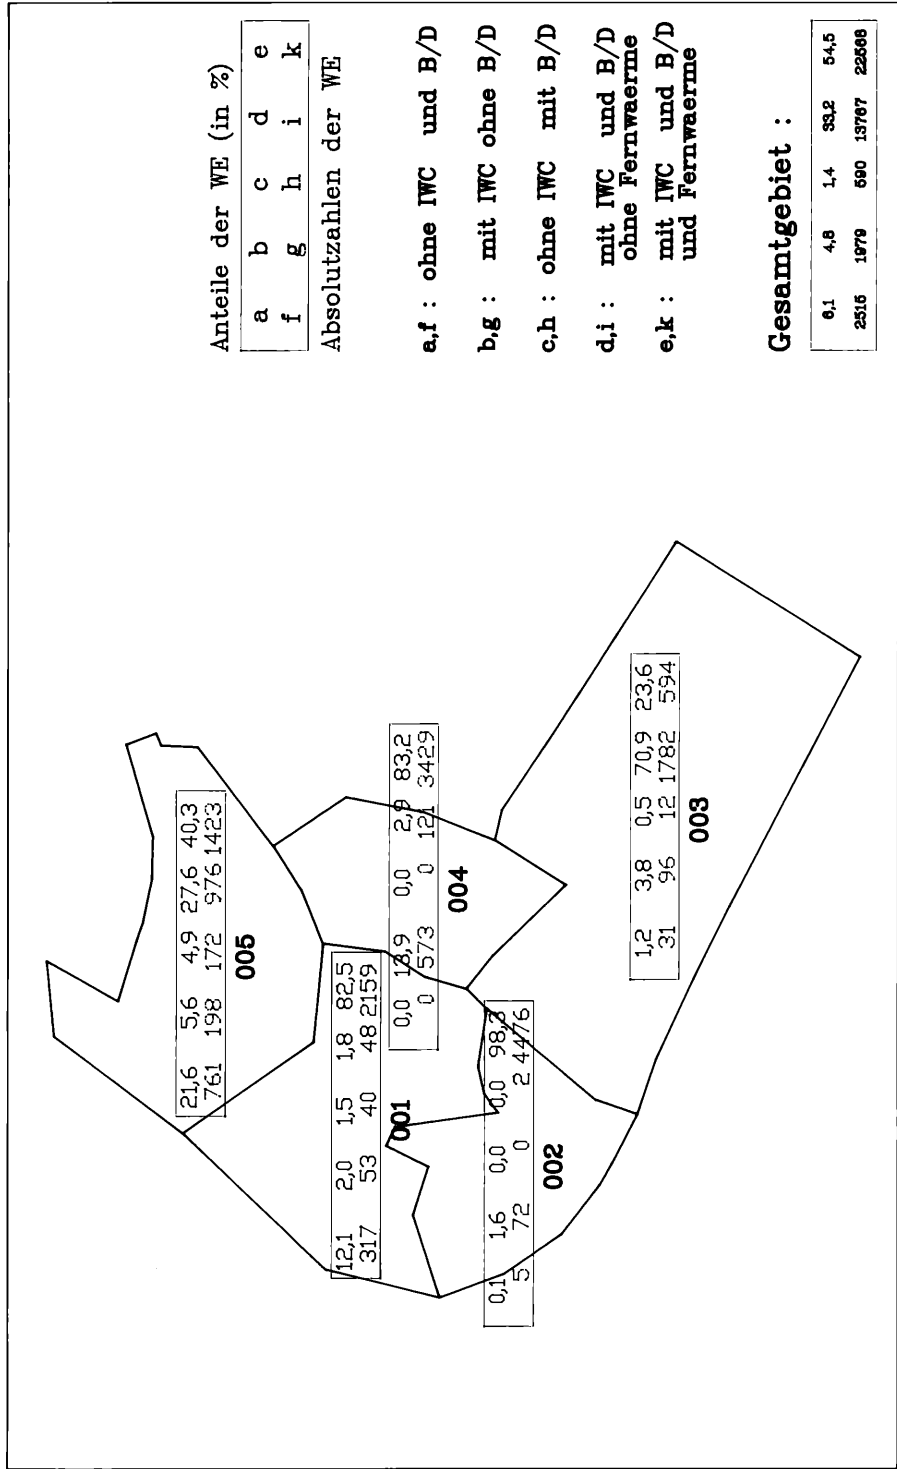 Anteile der WE (in %)
a b c d e
f g h i k
Absolutzahlen der WE
a,f : ohne IWC und B/D
b,g : mit IWC ohne B/D
c,h : ohne IWC mit B/D
d,i : mit IWC und B/D
ohne Fernwaerme
e,k : mit IWC und B/D
und Fernwaerme
Gesamtgebiet :
6,1 4,8 1,4 33,2 54,5
2515 1979 590 13767 22568
21,6 5,6 4,9 27,6 40,3
761 198 172 976 1423
005
12,1 2,0 1,5 1,8 82,5
317 53 40 48 2159
001
0,0 13,9 0,0 2,9 83,2
0 573 0 121 3429
004
0,1 1,6 0,0 0,0 98,3
5 72 0 2 4476
002
1,2 3,8 0,5 70,9 23,6
31 96 12 1782 594
003